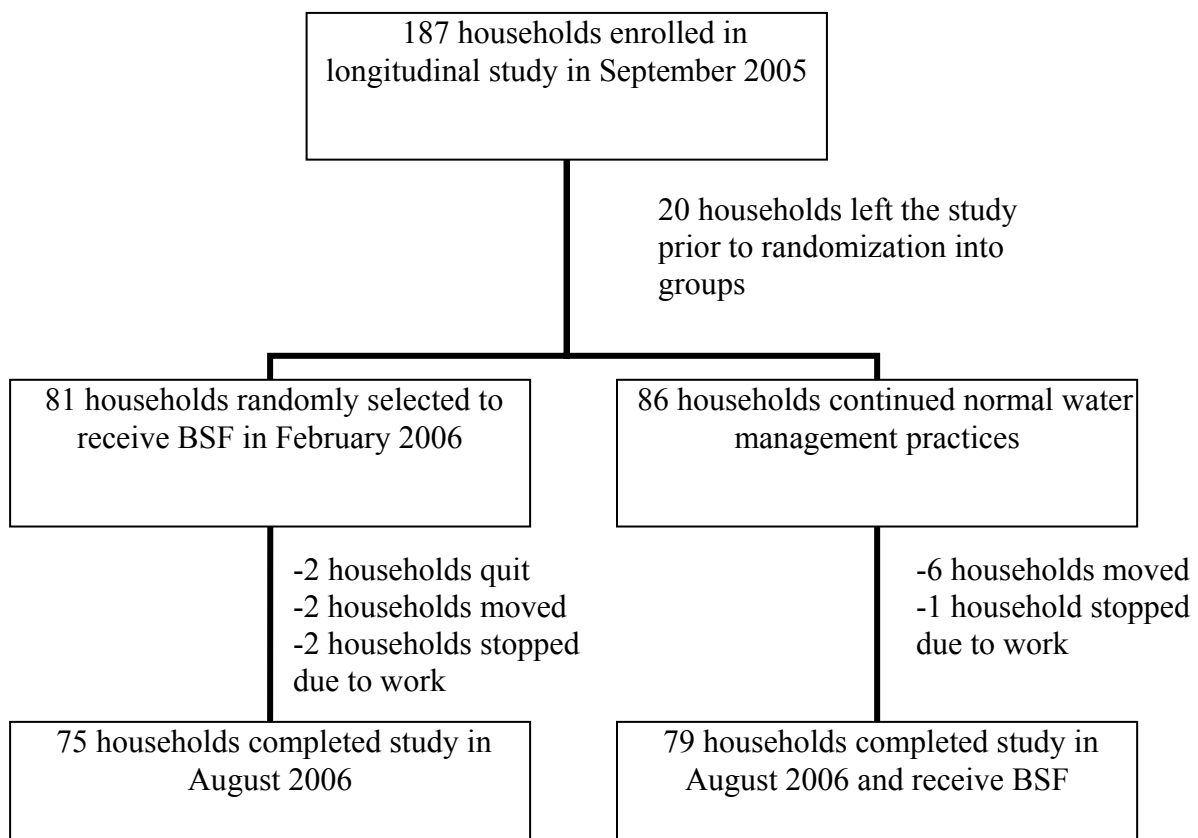 187 households enrolled in
longitudinal study in September 2005
20 households left the study
prior to randomization into
groups
81 households randomly selected to
receive BSF in February 2006
86 households continued normal water
management practices
-2 households quit
-2 households moved
-2 households stopped
due to work
-6 households moved
-1 household stopped
due to work
75 households completed study in
August 2006
79 households completed study in
August 2006 and receive BSF